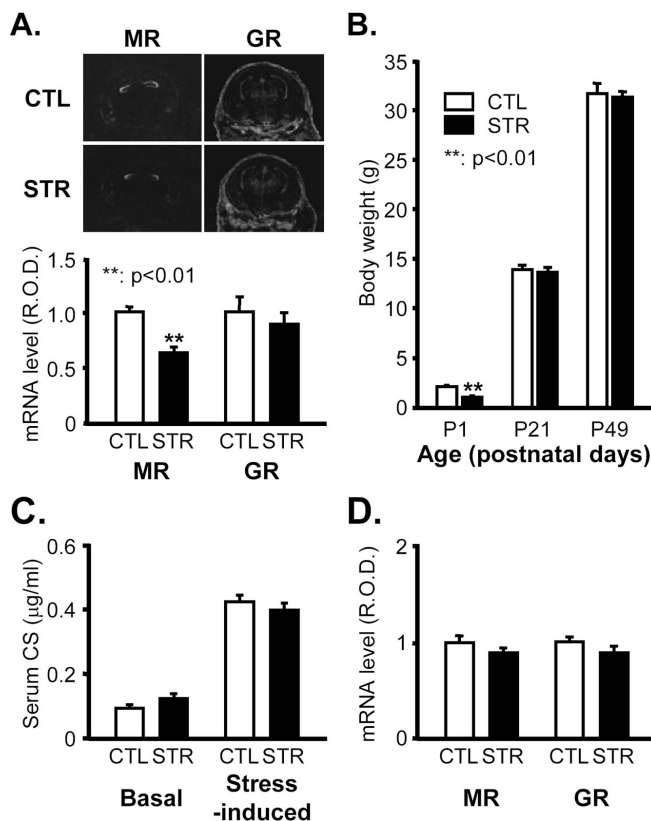 A.
MR GR
CTL
STR
mRNA level (R.O.D.)
1.5
1.0
0.5
0
**: p<0.01
**
CTL STR CTL STR
MR GR
B.
Body weight (g)
35
30
25
20
15
10
5
0
CTL
STR
**: p<0.01
**
P1 P21 P49
Age (postnatal days)
C.
Serum CS (µg/ml)
0.6
0.4
0.2
0
CTL STR CTL STR
Basal Stress
-induced
D.
mRNA level (R.O.D.)
2
1
0
CTL STR CTL STR
MR GR